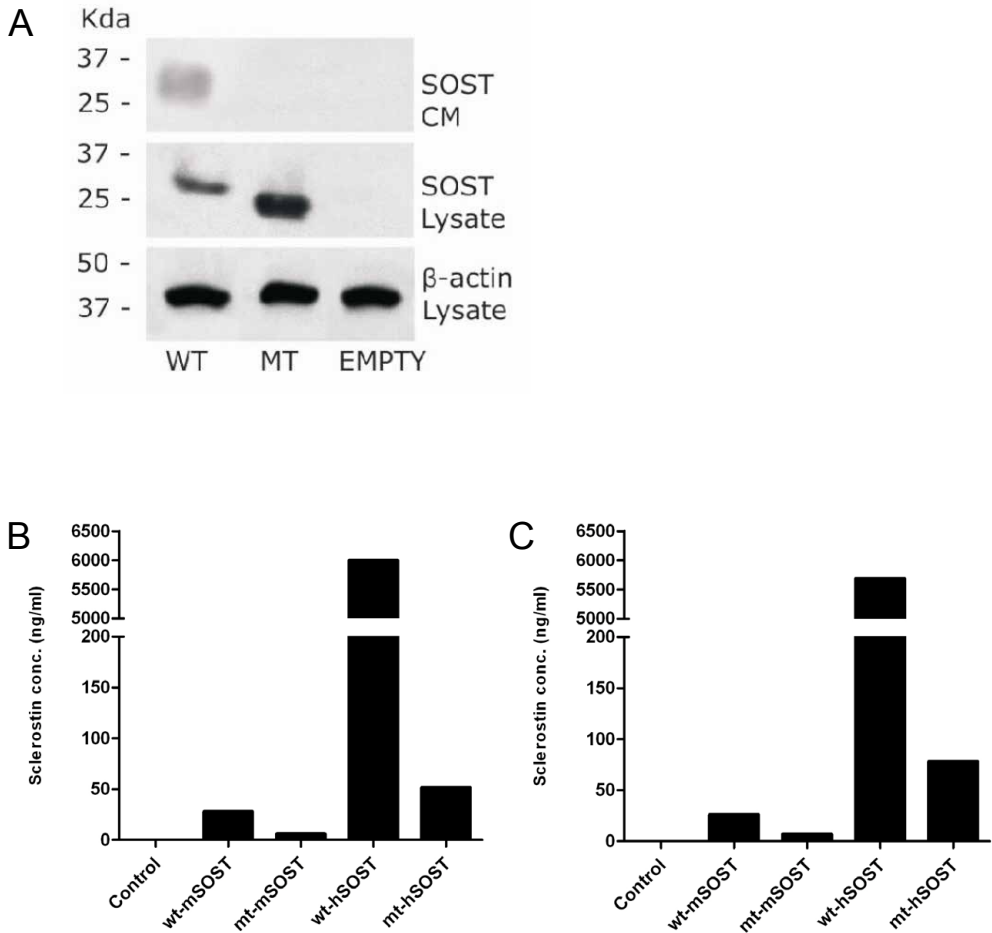 A
Kda
37 -
25 -
SOST
CM
37 -
25 -
SOST
Lysate
50 -
37 -
β-actin
Lysate
WT MT EMPTY
B
Sclerostin conc. (ng/ml)
6500
6000
5500
5000
200
150
100
50
0
Control
wt-mSOST
mt-mSOST
wt-hSOST
mt-hSOST
C
Sclerostin conc. (ng/ml)
6500
6000
5500
5000
200
150
100
50
0
Control
wt-mSOST
mt-mSOST
wt-hSOST
mt-hSOST